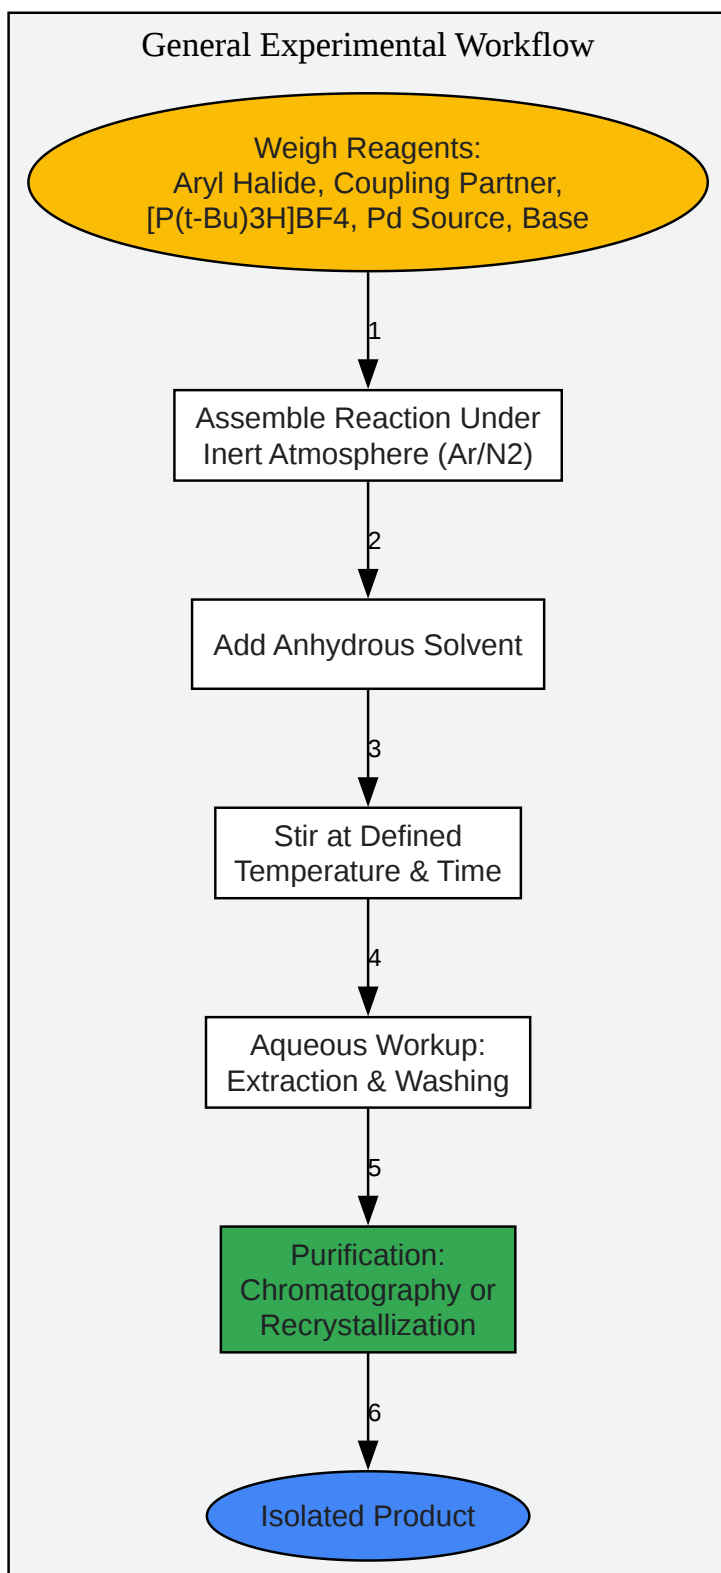 General Experimental Workflow
Weigh Reagents:
Aryl Halide, Coupling Partner,
[P(t-Bu)3H]BF4, Pd Source, Base
1
Assemble Reaction Under
Inert Atmosphere (Ar/N2)
2
Add Anhydrous Solvent
3
Stir at Defined
Temperature & Time
4
Aqueous Workup:
Extraction & Washing
5
Purification:
Chromatography or
Recrystallization
6
Isolated Product